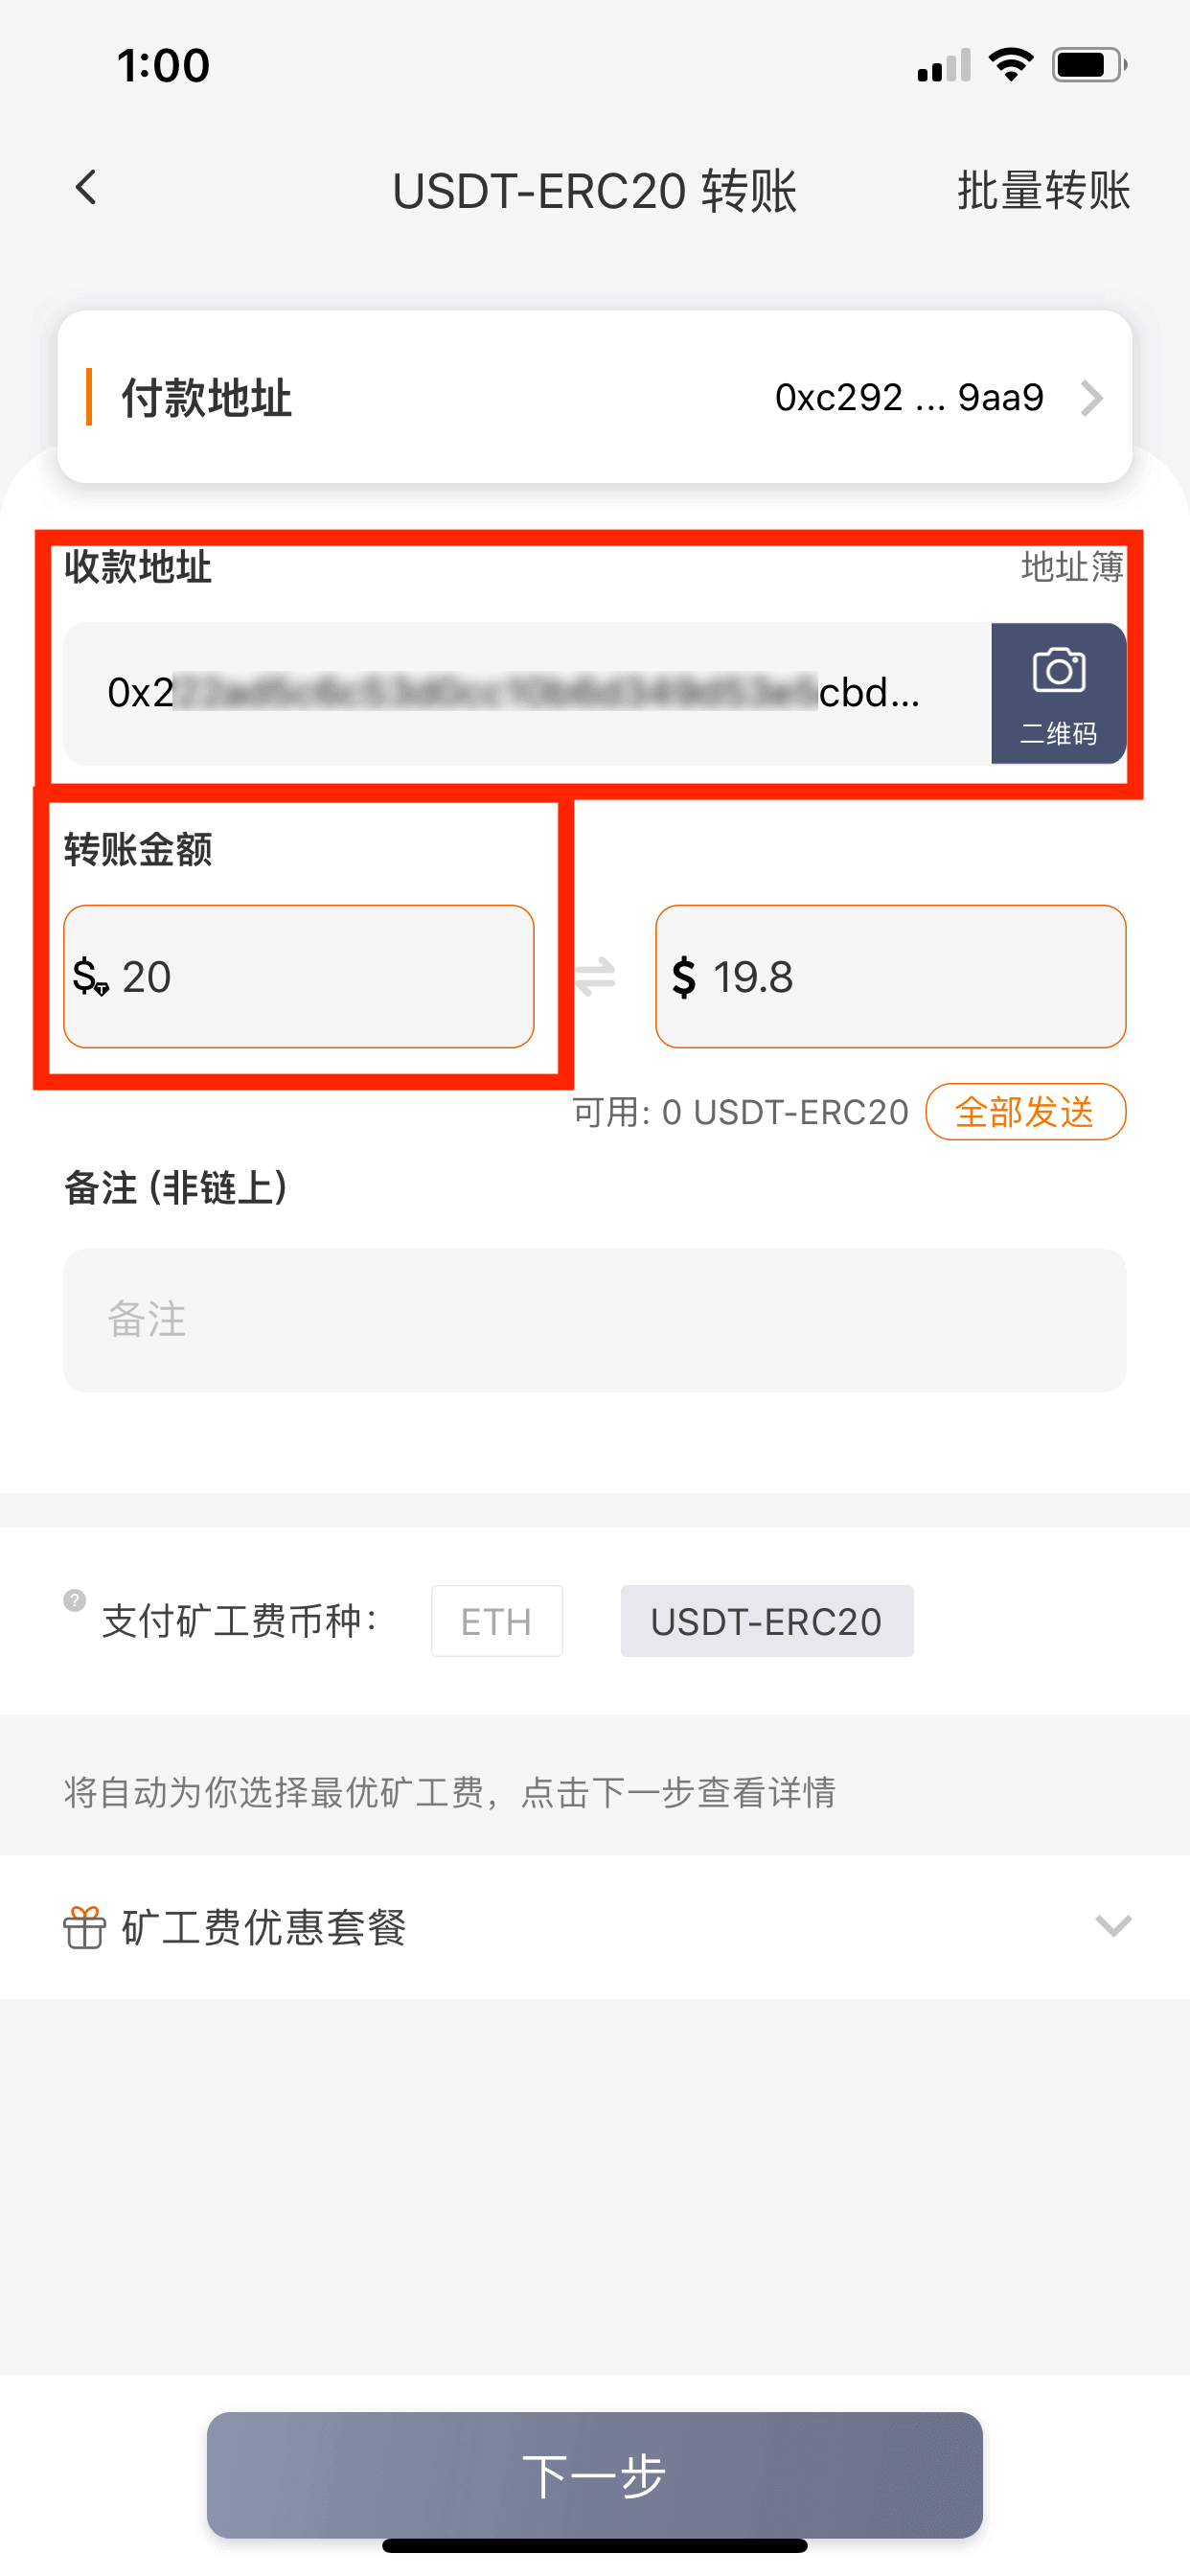 1:00
USDT-ERC20 转账
批量转账
付款地址
0xc292 ... 9aa9
收款地址
地址簿
0x2
cbd...
二维码
转账金额
20
$ 19.8
可用: 0 USDT-ERC20
全部发送
备注 (非链上)
备注
? 支付矿工费币种:
ETH
USDT-ERC20
将自动为你选择最优矿工费，点击下一步查看详情
矿工费优惠套餐
下一步